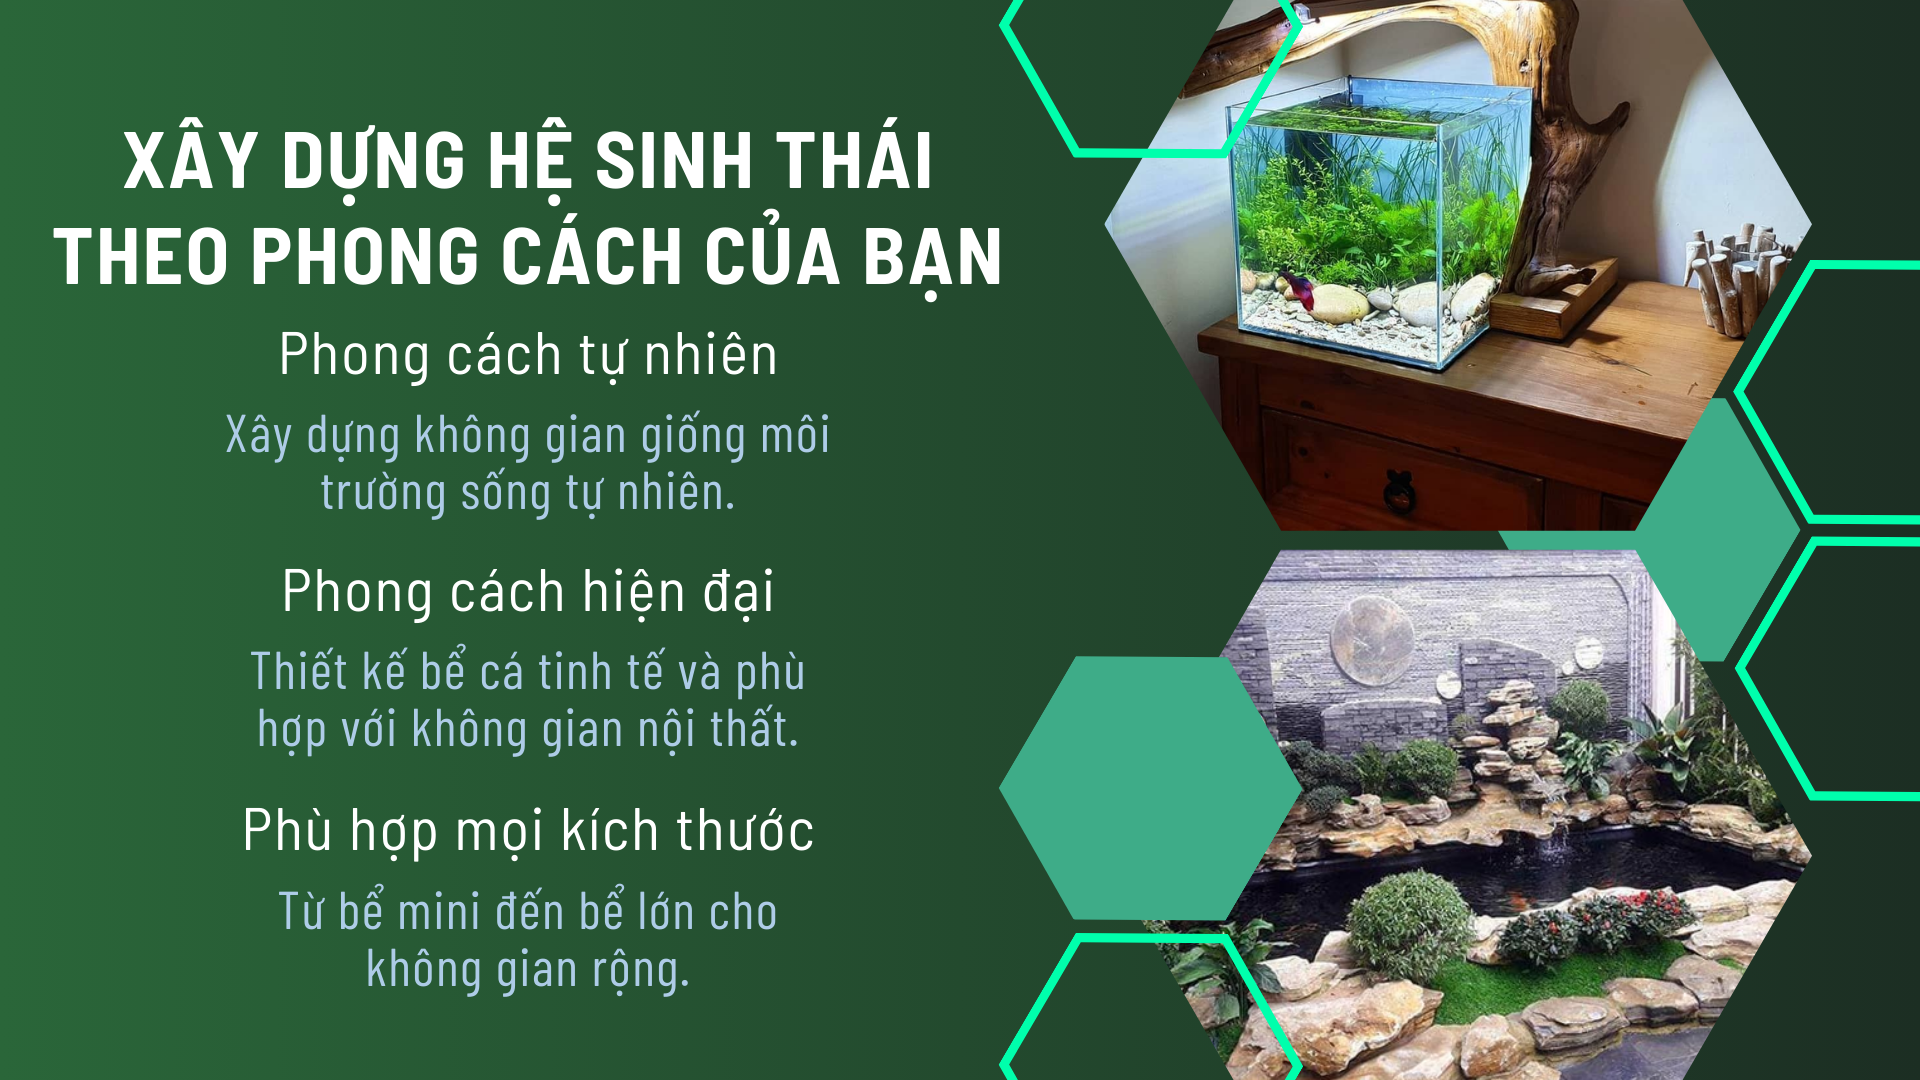 XÂY DỰNG HỆ SINH THÁI
THEO PHONG CÁCH CỦA BẠN
Phong cách tự nhiên
Xây dựng không gian giống môi
trường sống tự nhiên.
Phong cách hiện đại
Thiết kế bể cá tinh tế và phù
hợp với không gian nội thất.
Phù hợp mọi kích thước
Từ bể mini đến bể lớn cho
không gian rộng.